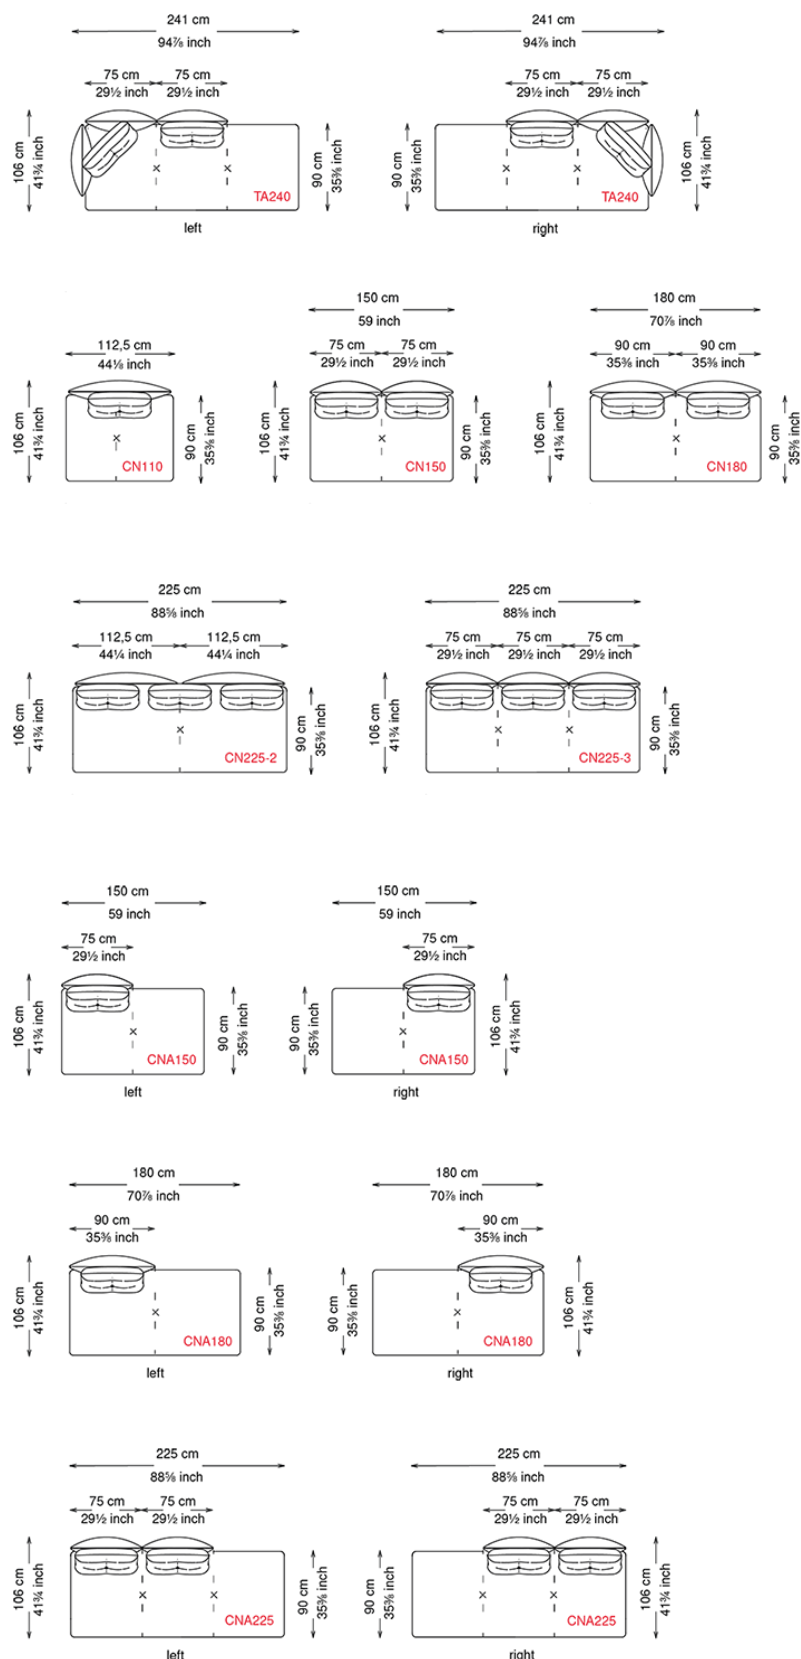 241 cm
94⅞ inch
241 cm
94⅞ inch
75 cm
75 cm
29½ inch
29½ inch
75 cm
75 cm
29½ inch
29½ inch
106 cm
41¾ inch
TA240
90 cm
35⅜ inch
90 cm
35⅜ inch
TA240
106 cm
41¾ inch
left
right
150 cm
59 inch
180 cm
70⅞ inch
112,5 cm
44⅛ inch
75 cm
75 cm
29½ inch
29½ inch
90 cm
90 cm
35⅜ inch
35⅜ inch
106 cm
41¾ inch
CN110
90 cm
35⅜ inch
106 cm
41¾ inch
CN150
90 cm
35⅜ inch
106 cm
41¾ inch
CN180
90 cm
35⅜ inch
225 cm
88⅝ inch
225 cm
88⅝ inch
112,5 cm
112,5 cm
44¼ inch
44¼ inch
75 cm
75 cm
75 cm
29½ inch
29½ inch
29½ inch
106 cm
41¾ inch
CN225-2
90 cm
35⅜ inch
106 cm
41¾ inch
CN225-3
90 cm
35⅜ inch
150 cm
59 inch
150 cm
59 inch
75 cm
29½ inch
75 cm
29½ inch
106 cm
41¾ inch
CNA150
90 cm
35⅜ inch
90 cm
35⅜ inch
CNA150
106 cm
41¾ inch
left
right
180 cm
70⅞ inch
180 cm
70⅞ inch
90 cm
35⅜ inch
90 cm
35⅜ inch
106 cm
41¾ inch
CNA180
90 cm
35⅜ inch
90 cm
35⅜ inch
CNA180
106 cm
41¾ inch
left
right
225 cm
88⅝ inch
225 cm
88⅝ inch
75 cm
75 cm
29½ inch
29½ inch
75 cm
75 cm
29½ inch
29½ inch
106 cm
41¾ inch
CNA225
90 cm
35⅜ inch
90 cm
35⅜ inch
CNA225
106 cm
41¾ inch
left
right